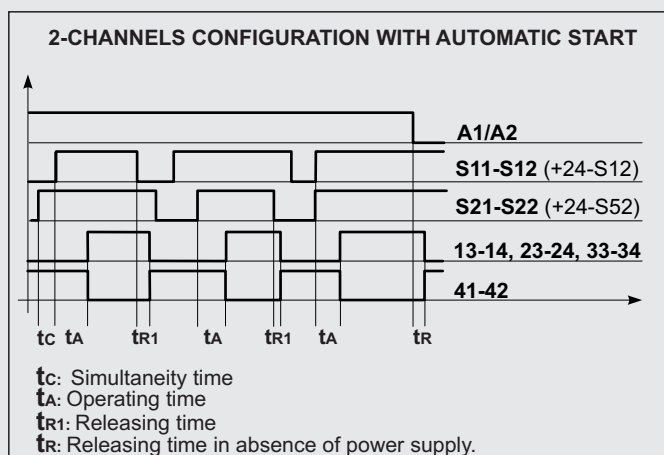 2-CHANNELS CONFIGURATION WITH AUTOMATIC START
A1/A2
S11-S12 (+24-S12)
S21-S22 (+24-S52)
13-14, 23-24, 33-34
41-42
tC tA tR1 tA tR1 tA tR
tC: Simultaneity time
tA: Operating time
tR1: Releasing time
tR: Releasing time in absence of power supply.